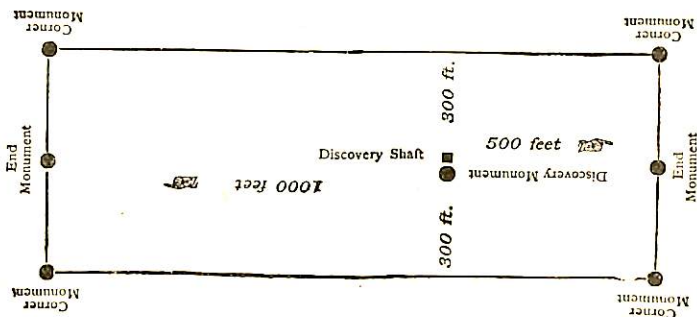 Corner
Monument
Corner
Monument
300 ft.
500 feet
End
Monument
Discovery Shaft
Discovery Monument
End
Monument
1000 feet
300 ft.
Corner
Monument
Corner
Monument